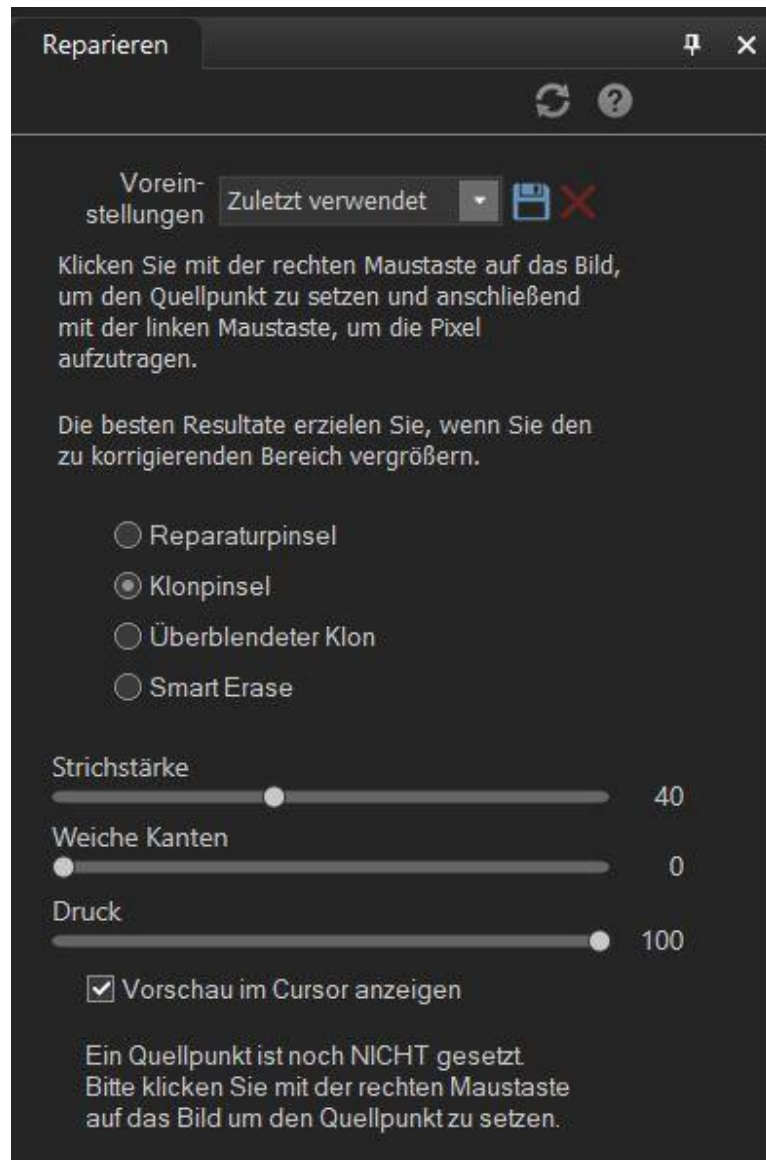 Reparieren
Vorein-
stellungen
Zuletzt verwendet
Klicken Sie mit der rechten Maustaste auf das Bild,
um den Quellpunkt zu setzen und anschließend
mit der linken Maustaste, um die Pixel
aufzutragen.
Die besten Resultate erzielen Sie, wenn Sie den
zu korrigierenden Bereich vergrößern.
Reparaturpinsel
Klonpinsel
Überblendeter Klon
Smart Erase
Strichstärke
40
Weiche Kanten
0
Druck
100
Vorschau im Cursor anzeigen
Ein Quellpunkt ist noch NICHT gesetzt.
Bitte klicken Sie mit der rechten Maustaste
auf das Bild um den Quellpunkt zu setzen.